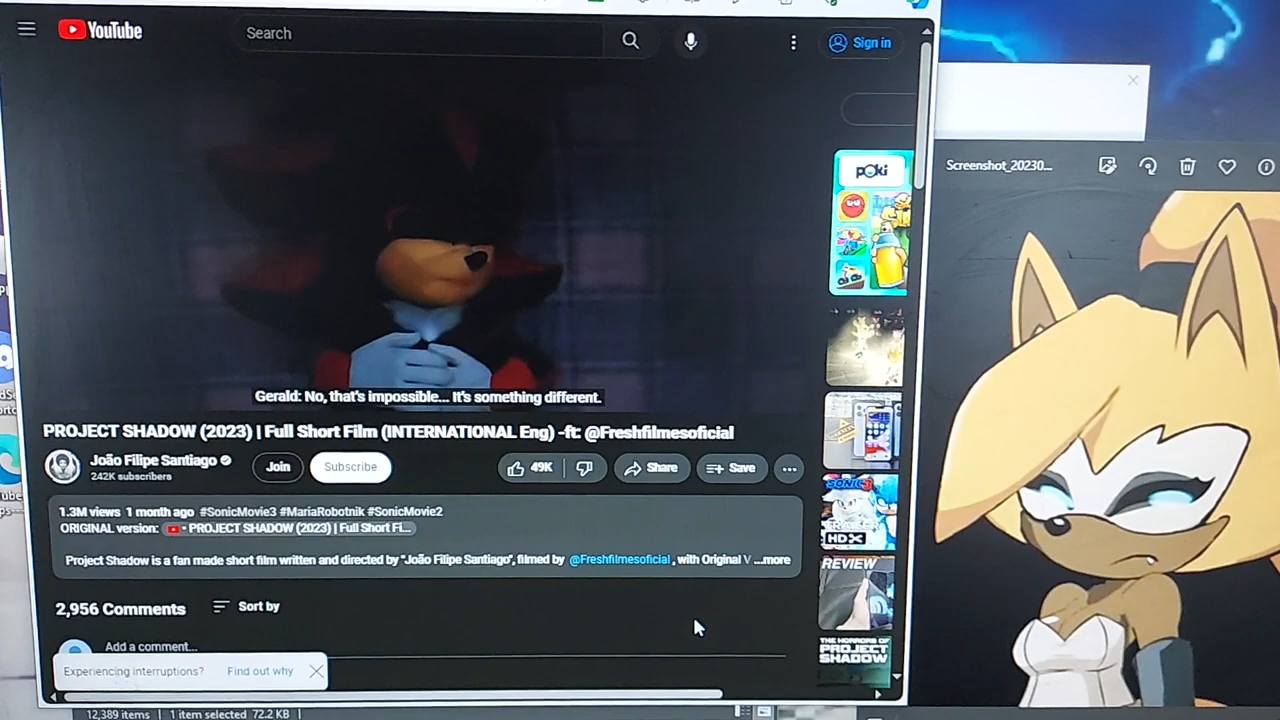 YouTube
Search
Sign in
poki
Screenshot_20230...
Gerald: No, that's impossible... It's something different.
PROJECT SHADOW (2023) | Full Short Film (INTERNATIONAL Eng) -ft: @Freshfilmesoficial
João Filipe Santiago
242K subscribers
Join
Subscribe
49K
Share
Save
1.3M views 1 month ago #SonicMovie3 #MariaRobotnik #SonicMovie2
ORIGINAL version: PROJECT SHADOW (2023) | Full Short Fi...
Project Shadow is a fan made short film written and directed by "João Filipe Santiago", filmed by @Freshfilmesoficial, with Original V ...more
SONIC 3
HD
REVIEW
THE HORRORS OF
PROJECT
SHADOW
2,956 Comments
Sort by
Add a comment...
Experiencing interruptions?
Find out why
12,389 items
1 item selected 72.2 KB